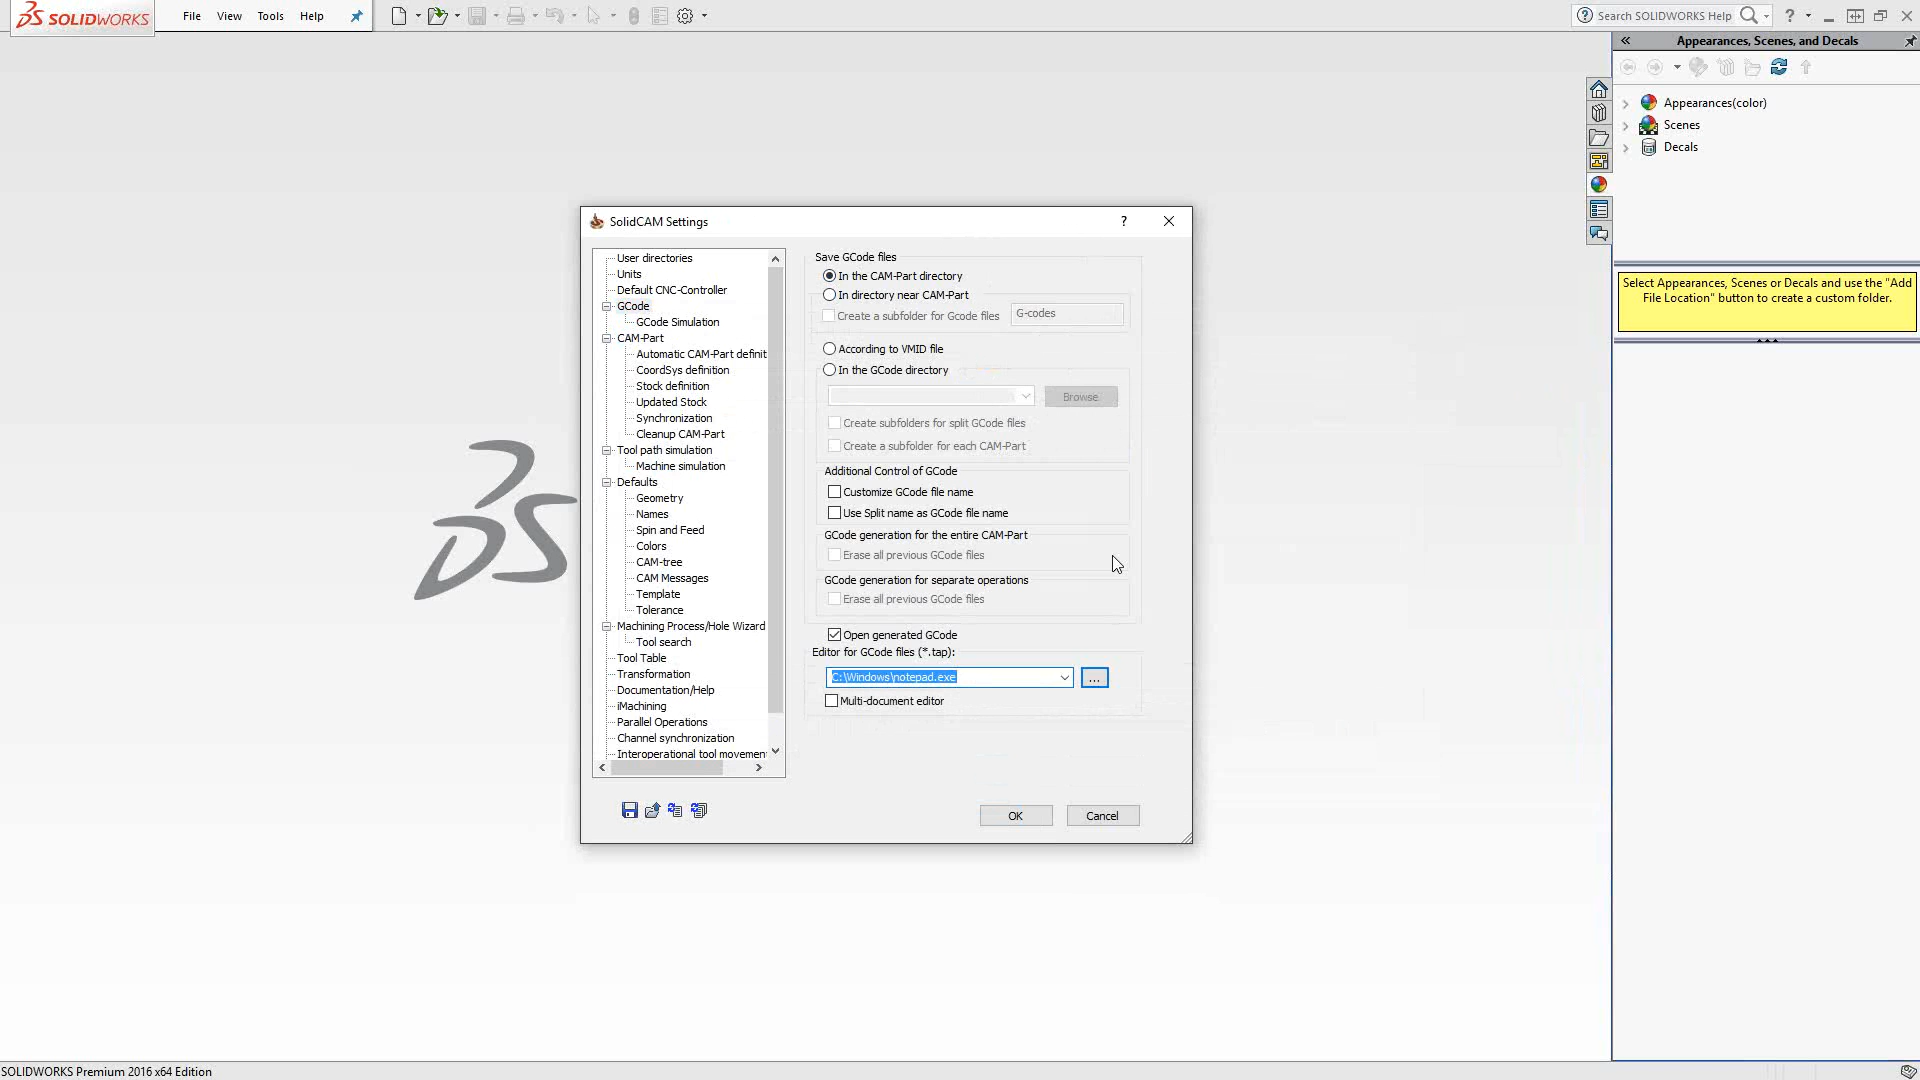 SOLIDWORKS
File View Tools Help
Search SOLIDWORKS Help
?
Appearances, Scenes, and Decals
Appearances(color)
Scenes
Decals
Select Appearances, Scenes or Decals and use the "Add
File Location" button to create a custom folder.
SolidCAM Settings
?
User directories
Units
Default CNC-Controller
GCode
GCode Simulation
CAM-Part
Automatic CAM-Part definit
CoordSys definition
Stock definition
Updated Stock
Synchronization
Cleanup CAM-Part
Tool path simulation
Machine simulation
Defaults
Geometry
Names
Spin and Feed
Colors
CAM-tree
CAM Messages
Template
Tolerance
Machining Process/Hole Wizard
Tool search
Tool Table
Transformation
Documentation/Help
iMachining
Parallel Operations
Channel synchronization
Interoperational tool movemen
Save GCode files
In the CAM-Part directory
In directory near CAM-Part
Create a subfolder for Gcode files G-codes
According to VMID file
In the GCode directory
Browse
Create subfolders for split GCode files
Create a subfolder for each CAM-Part
Additional Control of GCode
Customize GCode file name
Use Split name as GCode file name
GCode generation for the entire CAM-Part
Erase all previous GCode files
GCode generation for separate operations
Erase all previous GCode files
Open generated GCode
Editor for GCode files (*.tap):
C:\Windows\notepad.exe ...
Multi-document editor
OK Cancel
SOLIDWORKS Premium 2016 x64 Edition